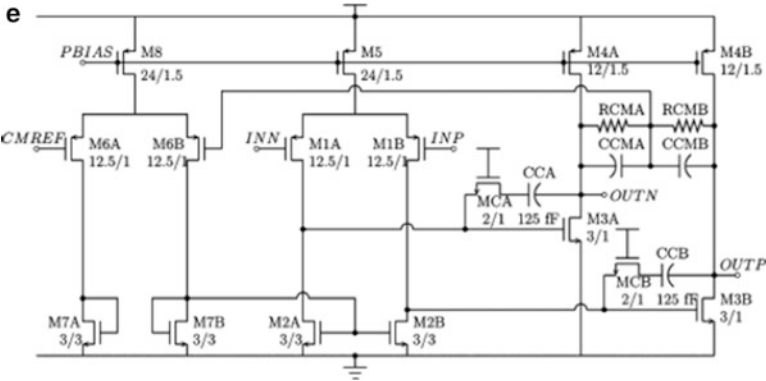 e
PBIAS
M8
24/1.5
M5
24/1.5
M4A
12/1.5
M4B
12/1.5
RCMA
RCMB
CCMA
CCMB
CMREF
M6A
12.5/1
M6B
12.5/1
INN
M1A
12.5/1
M1B
12.5/1
INP
MCA
2/1
CCA
125 fF
OUTN
M3A
3/1
MCB
2/1
CCB
125 fF
OUTP
M3B
3/1
M7A
3/3
M7B
3/3
M2A
3/3
M2B
3/3